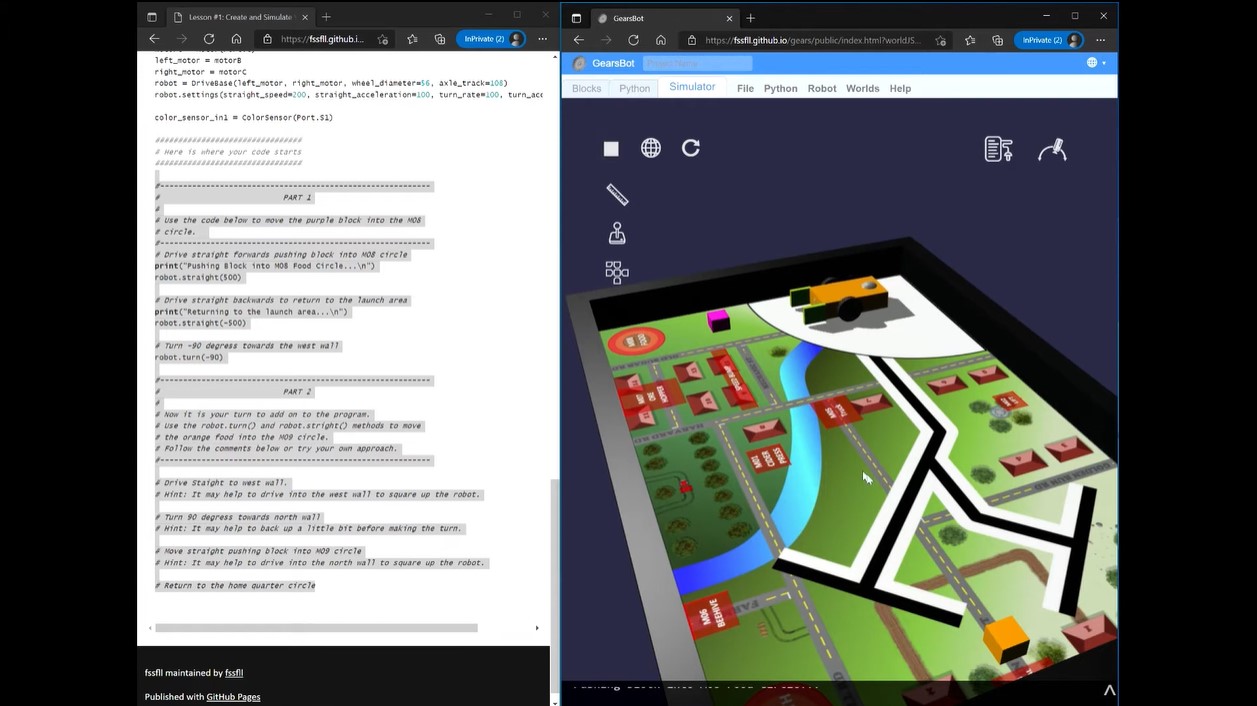 Lesson #1: Create and Simulate
https://fssfll.github.i...
InPrivate (2)
left_motor = motorB
right_motor = motorC
robot = DriveBase(left_motor, right_motor, wheel_diameter=56, axle_track=108)
robot.settings(straight_speed=200, straight_acceleration=100, turn_rate=100, turn_acc
color_sensor_in1 = ColorSensor(Port.S1)
##############################
# Here is where your code starts
##############################
#-------------------------------------------------------
# PART 1
#
# Use the code below to move the purple block into the MO8
# circle.
#-------------------------------------------------------
# Drive straight forwards pushing block into MO8 circle
print("Pushing Block into MO8 Food Circle...\n")
robot.straight(500)
# Drive straight backwards to return to the launch area
print("Returning to the launch area...\n")
robot.straight(-500)
# Turn -90 degress towards the west wall
robot.turn(-90)
#-------------------------------------------------------
# PART 2
#
# Now it is your turn to add on to the program.
# Use the robot.turn() and robot.stright() methods to move
# the orange food into the MO9 circle.
# Follow the comments below or try your own approach.
#-------------------------------------------------------
# Drive Staight to west wall.
# Hint: It may help to drive into the west wall to square up the robot.
# Turn 90 degress towards north wall
# Hint: It may help to back up a little bit before making the turn.
# Move straight pushing block into MO9 circle
# Hint: It may help to drive into the north wall to square up the robot.
# Return to the home quarter circle
fssfll maintained by fssfll
Published with GitHub Pages
GearsBot
https://fssfll.github.io/gears/public/index.html?worldJS...
InPrivate (2)
GearsBot
Project Name
Blocks Python Simulator File Python Robot Worlds Help
M01
CIDER
PRESS
M06
BEEHIVE